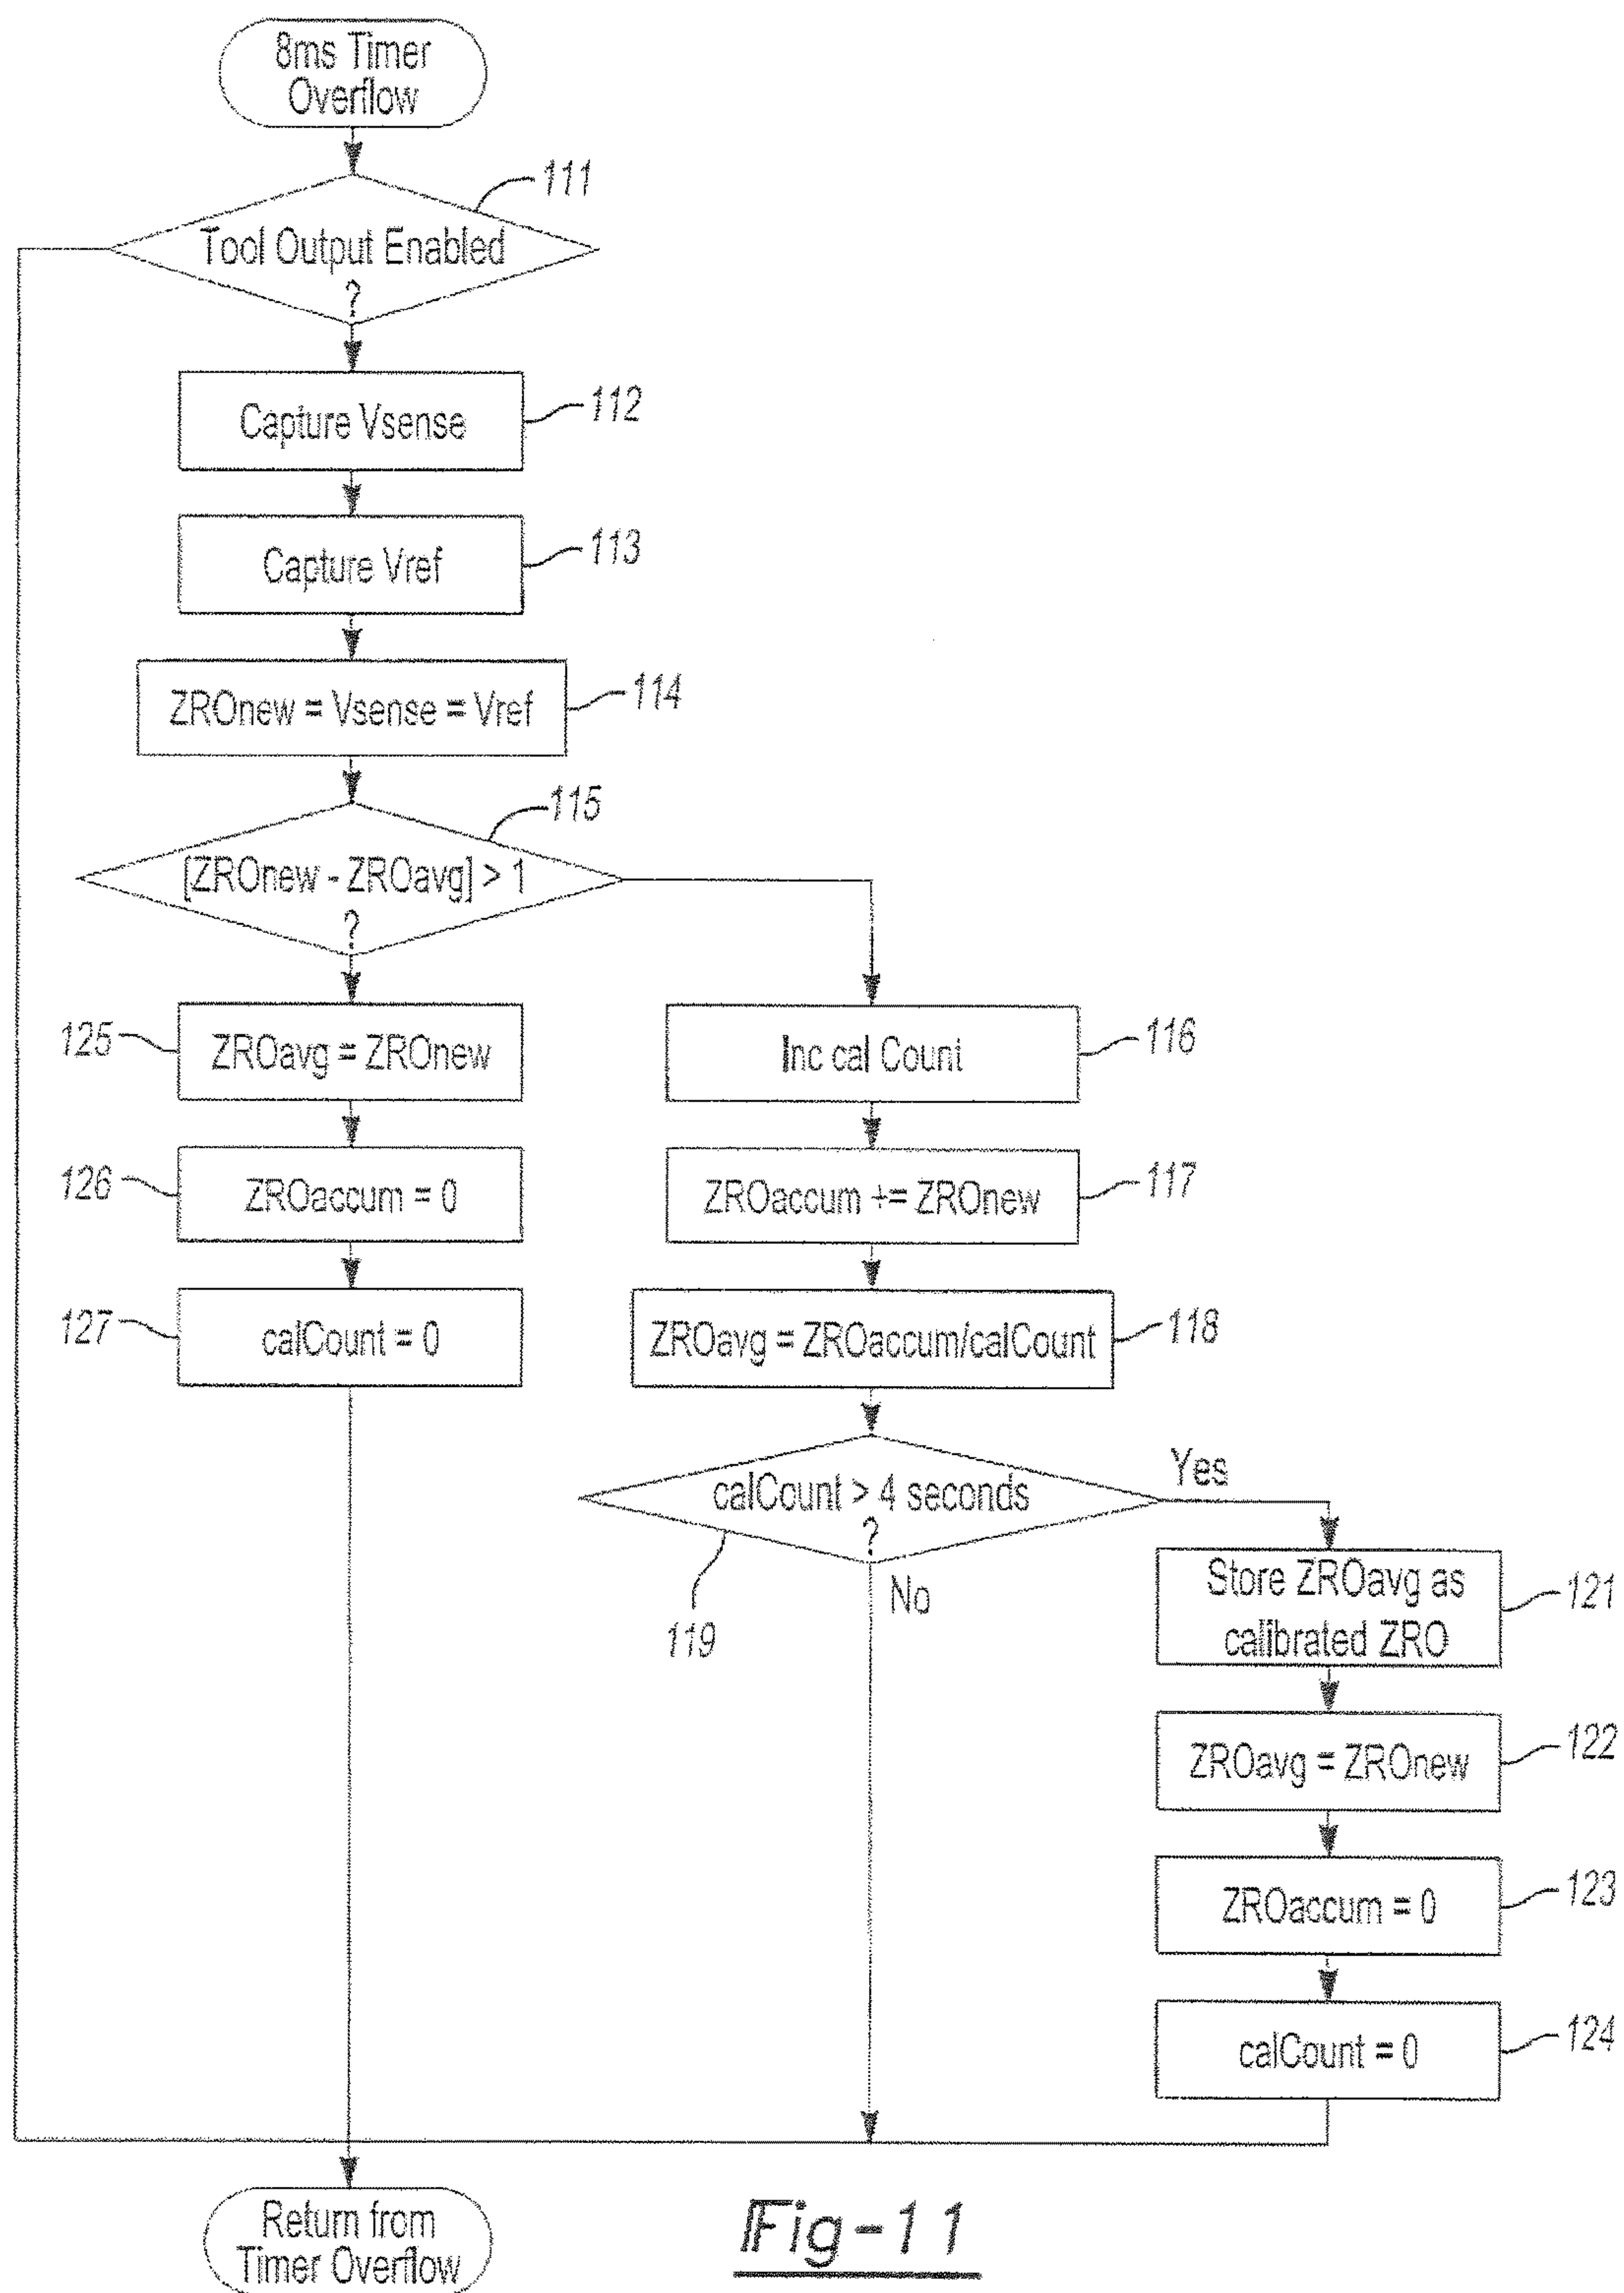 8ms Timer
Overflow
111
Tool Output Enabled
?
Capture Vsense
112
Capture Vref
113
ZROnew = Vsense = Vref
114
115
[ZROnew - ZROavg] > 1
?
125
ZROavg = ZROnew
126
ZROaccum = 0
127
calCount = 0
Inc cal Count
116
ZROaccum += ZROnew
117
ZROavg = ZROaccum/calCount
118
calCount > 4 seconds
?
Yes
No
119
Store ZROavg as
calibrated ZRO
121
ZROavg = ZROnew
122
ZROaccum = 0
123
calCount = 0
124
Return from
Timer Overflow
Fig-11